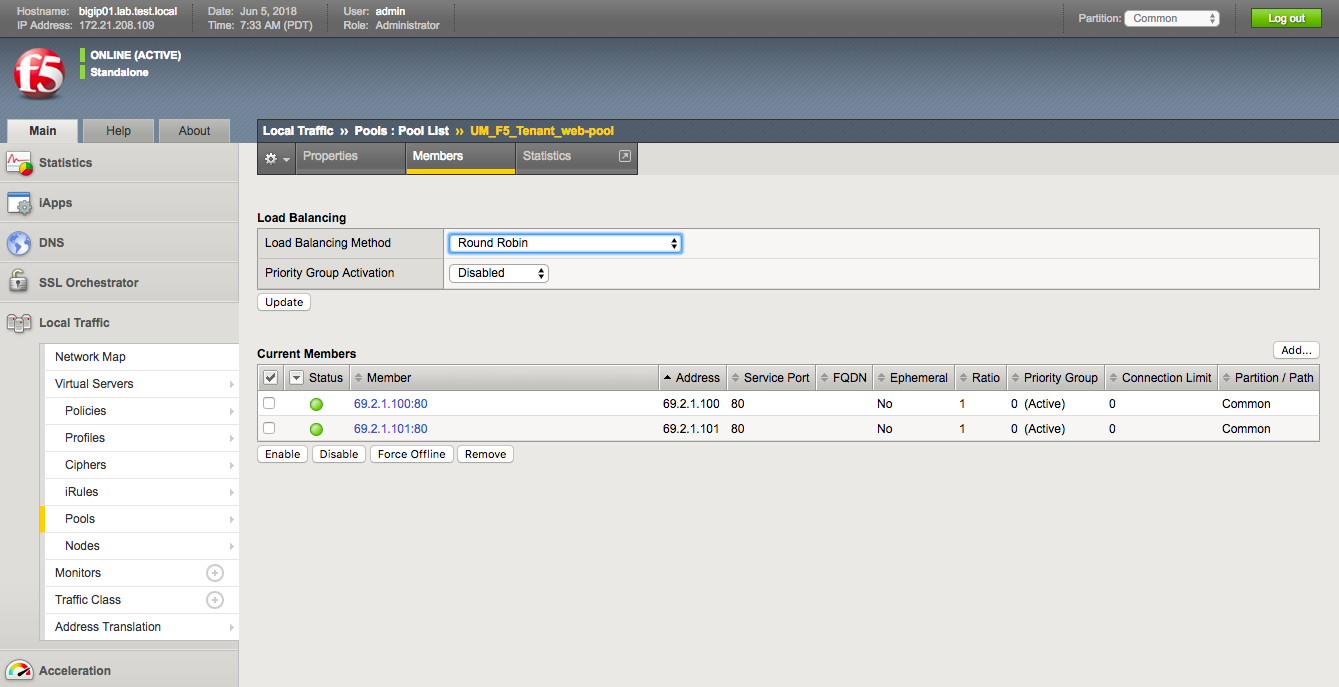 Hostname: bigip01.lab.test.local Date: Jun 5, 2018 User: admin
IP Address: 172.21.208.109 Time: 7:33 AM (PDT) Role: Administrator
Partition: Common Log out
f5
ONLINE (ACTIVE)
Standalone
Main Help About
Statistics
iApps
DNS
SSL Orchestrator
Local Traffic
Network Map
Virtual Servers
Policies
Profiles
Ciphers
iRules
Pools
Nodes
Monitors
Traffic Class
Address Translation
Acceleration
Local Traffic ›› Pools : Pool List ›› UM_F5_Tenant_web-pool
Properties Members Statistics
Load Balancing
Load Balancing Method Round Robin
Priority Group Activation Disabled
Update
Current Members Add...
Status Member Address Service Port FQDN Ephemeral Ratio Priority Group Connection Limit Partition / Path
69.2.1.100:80 69.2.1.100 80 No 1 0 (Active) 0 Common
69.2.1.101:80 69.2.1.101 80 No 1 0 (Active) 0 Common
Enable Disable Force Offline Remove